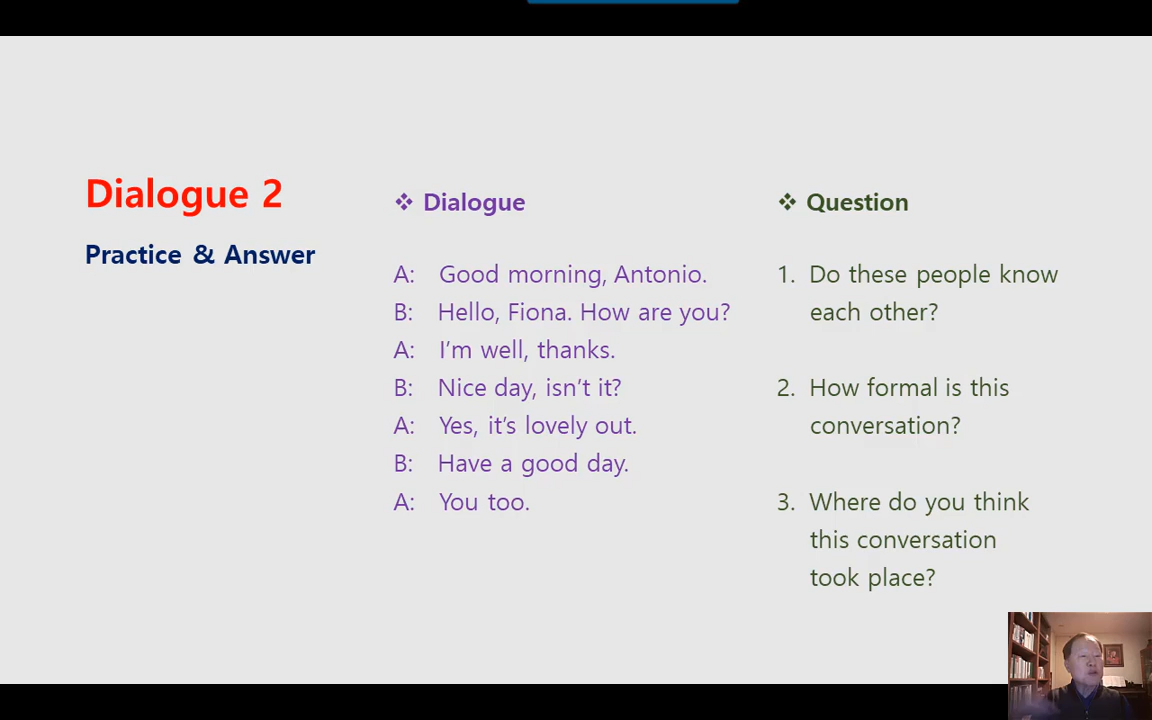 Dialogue 2
Practice & Answer
❖ Dialogue
A: Good morning, Antonio.
B: Hello, Fiona. How are you?
A: I'm well, thanks.
B: Nice day, isn't it?
A: Yes, it's lovely out.
B: Have a good day.
A: You too.
❖ Question
1. Do these people know
each other?
2. How formal is this
conversation?
3. Where do you think
this conversation
took place?